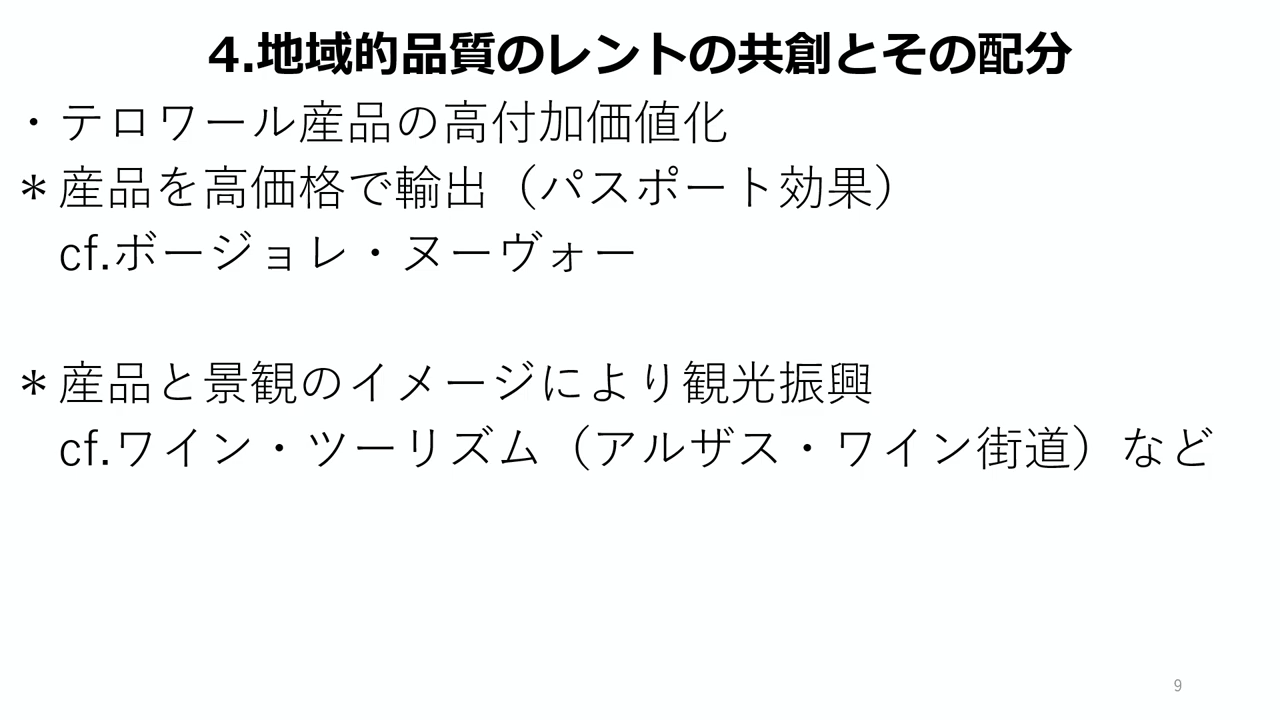 4.地域的品質のレントの共創とその配分
・テロワール産品の高付加価値化
＊産品を高価格で輸出（パスポート効果）
cf.ボージョレ・ヌーヴォー
＊産品と景観のイメージにより観光振興
cf.ワイン・ツーリズム（アルザス・ワイン街道）など
9